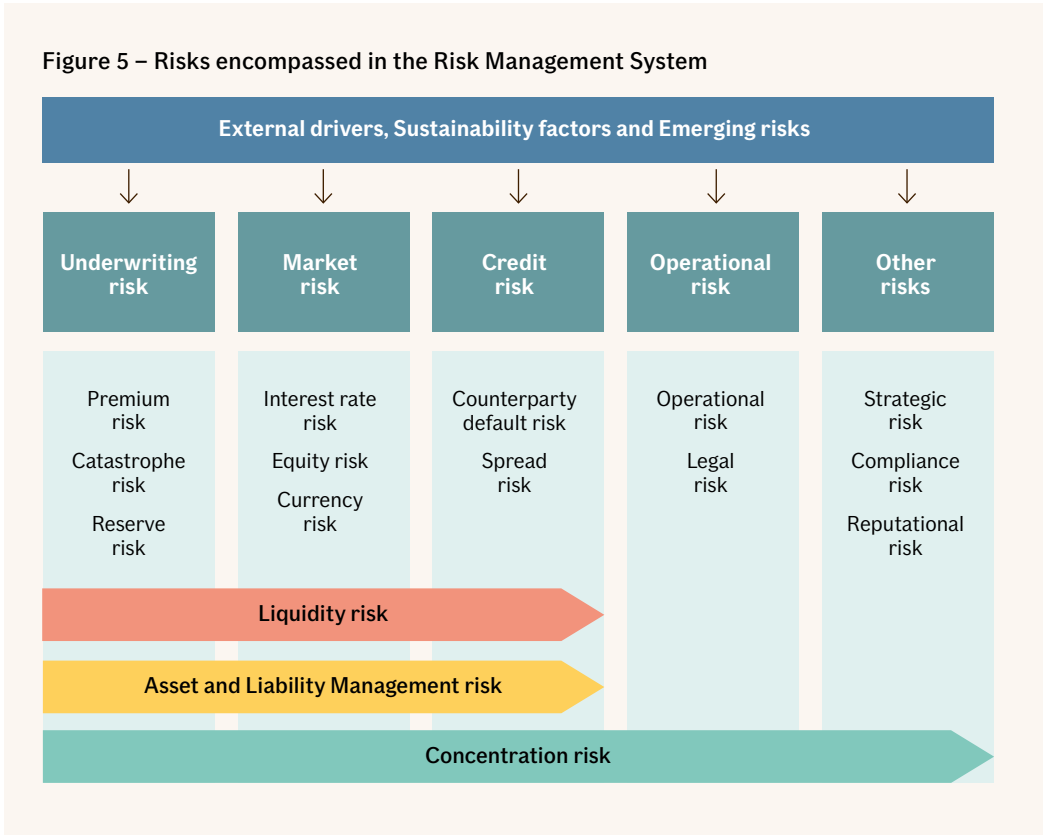 Figure 5 – Risks encompassed in the Risk Management System
External drivers, Sustainability factors and Emerging risks
Underwriting
risk
Market
risk
Credit
risk
Operational
risk
Other
risks
Premium
risk
Catastrophe
risk
Reserve
risk
Interest rate
risk
Equity risk
Currency
risk
Counterparty
default risk
Spread
risk
Operational
risk
Legal
risk
Strategic
risk
Compliance
risk
Reputational
risk
Liquidity risk
Asset and Liability Management risk
Concentration risk